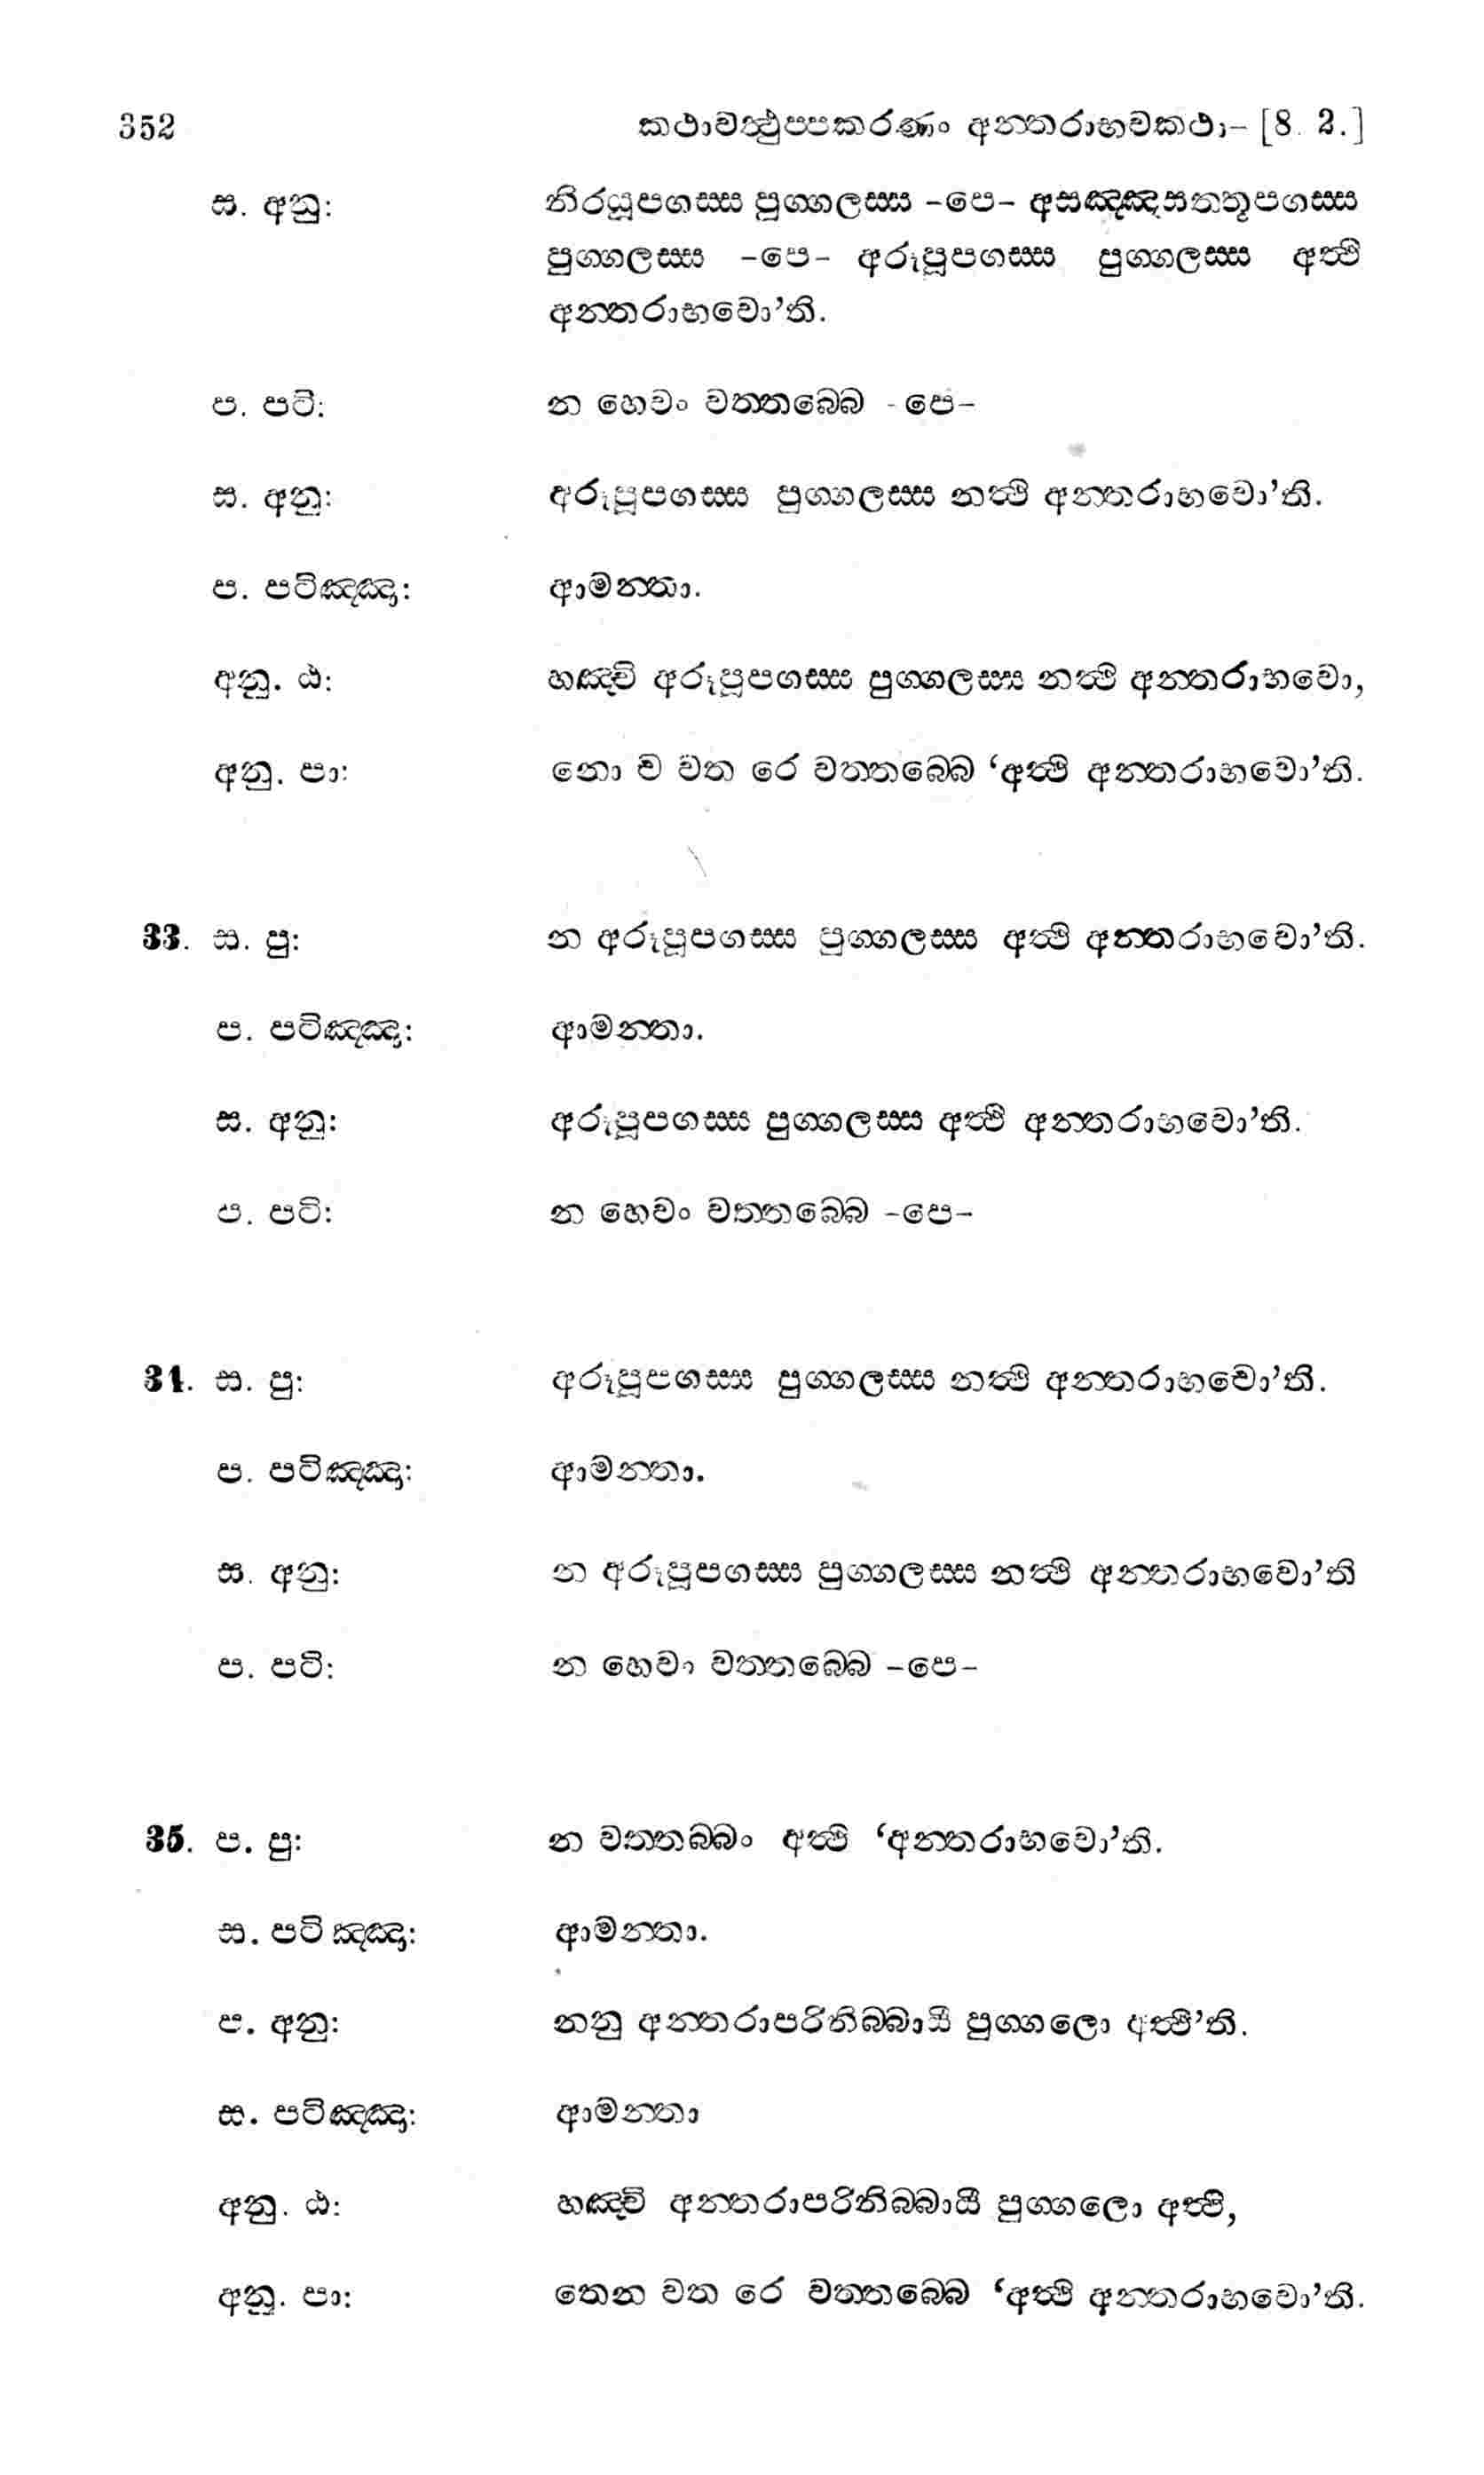 352 කථාවත්‍ථුප්පකරණං අන්තරාභවකථා- [8. 2.]
ස. අනු: නිරයූපගස්ස පුග්ගලස්ස -පෙ- අසඤ්ඤසත්තූපගස්ස
පුග්ගලස්ස -පෙ- අරූපූපගස්ස පුග්ගලස්ස අත්‍ථි
අන්තරාභවො’ති.
ප. පටි: න හෙවං වත්තබ්බෙ -පෙ-
ස. අනු: අරූපූපගස්ස පුග්ගලස්ස නත්‍ථි අන්තරාභවො’ති.
ප. පටිඤ්ඤා: ආමන්තා.
අනු. ඨ: හඤ්චි අරූපූපගස්ස පුග්ගලස්ස නත්‍ථි අන්තරාභවො,
අනු. පා: නො ච වත රෙ වත්තබ්බෙ ‘අත්‍ථි අන්තරාභවො’ති.
33. ස. පු: න අරූපූපගස්ස පුග්ගලස්ස අත්‍ථි අන්තරාභවො’ති.
ප. පටිඤ්ඤා: ආමන්තා.
ස. අනු: අරූපූපගස්ස පුග්ගලස්ස අත්‍ථි අන්තරාභවො’ති.
ප. පටි: න හෙවං වත්තබ්බෙ -පෙ-
34. ස. පු: අරූපූපගස්ස පුග්ගලස්ස නත්‍ථි අන්තරාභවො’ති.
ප. පටිඤ්ඤා: ආමන්තා.
ස. අනු: න අරූපූපගස්ස පුග්ගලස්ස නත්‍ථි අන්තරාභවො’ති
ප. පටි: න හෙවං වත්තබ්බෙ -පෙ-
35. ප. පු: න වත්තබ්බං අත්‍ථි ‘අන්තරාභවො’ති.
ස. පටිඤ්ඤා: ආමන්තා.
ප. අනු: නනු අන්තරාපරිනිබ්බායී පුග්ගලො අත්‍ථී’ති.
ස. පටිඤ්ඤා: ආමන්තා
අනු. ඨ: හඤ්චි අන්තරාපරිනිබ්බායී පුග්ගලො අත්‍ථි,
අනු. පා: තෙන වත රෙ වත්තබ්බෙ ‘අත්‍ථි අන්තරාභවො’ති.